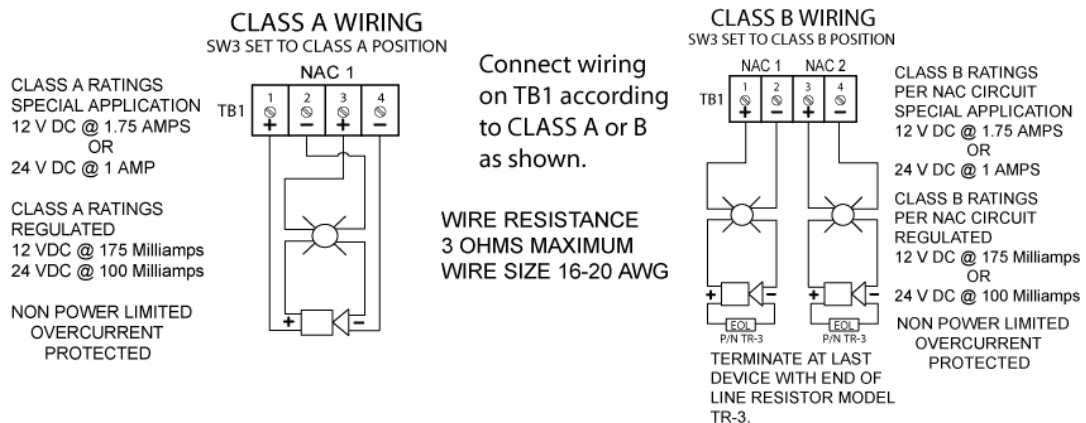 CLASS A WIRING
SW3 SET TO CLASS A POSITION
NAC 1
TB1
1 2 3 4
+ − + −
+ −
CLASS A RATINGS
SPECIAL APPLICATION
12 V DC @ 1.75 AMPS
OR
24 V DC @ 1 AMP
CLASS A RATINGS
REGULATED
12 VDC @ 175 Milliamps
24 VDC @ 100 Milliamps
NON POWER LIMITED
OVERCURRENT
PROTECTED
Connect wiring
on TB1 according
to CLASS A or B
as shown.
WIRE RESISTANCE
3 OHMS MAXIMUM
WIRE SIZE 16-20 AWG
CLASS B WIRING
SW3 SET TO CLASS B POSITION
NAC 1 NAC 2
TB1
1 2 3 4
+ − + −
+ − + −
EOL EOL
P/N TR-3 P/N TR-3
TERMINATE AT LAST
DEVICE WITH END OF
LINE RESISTOR MODEL
TR-3.
CLASS B RATINGS
PER NAC CIRCUIT
SPECIAL APPLICATION
12 V DC @ 1.75 AMPS
OR
24 V DC @ 1 AMPS
CLASS B RATINGS
PER NAC CIRCUIT
REGULATED
12 V DC @ 175 Milliamps
OR
24 V DC @ 100 Milliamps
NON POWER LIMITED
OVERCURRENT
PROTECTED